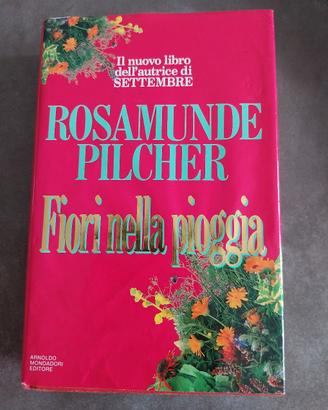 Il nuovo libro
dell'autrice di
SETTEMBRE
ROSAMUNDE
PILCHER
Fiori nella pioggia
ARNOLDO
MONDADORI
EDITORE